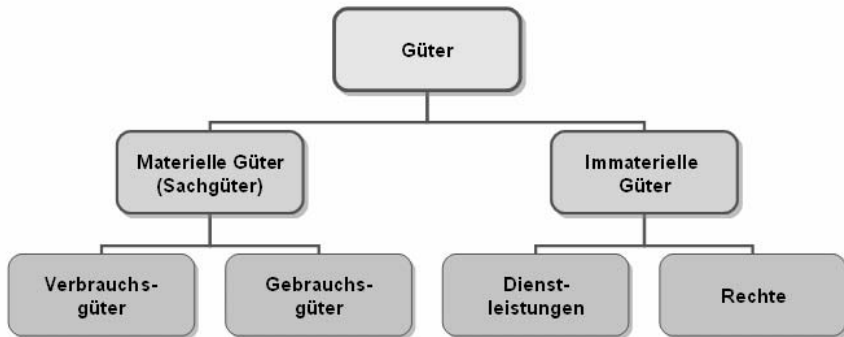 Güter
Materielle Güter
(Sachgüter)
Immaterielle
Güter
Verbrauchs-
güter
Gebrauchs-
güter
Dienst-
leistungen
Rechte